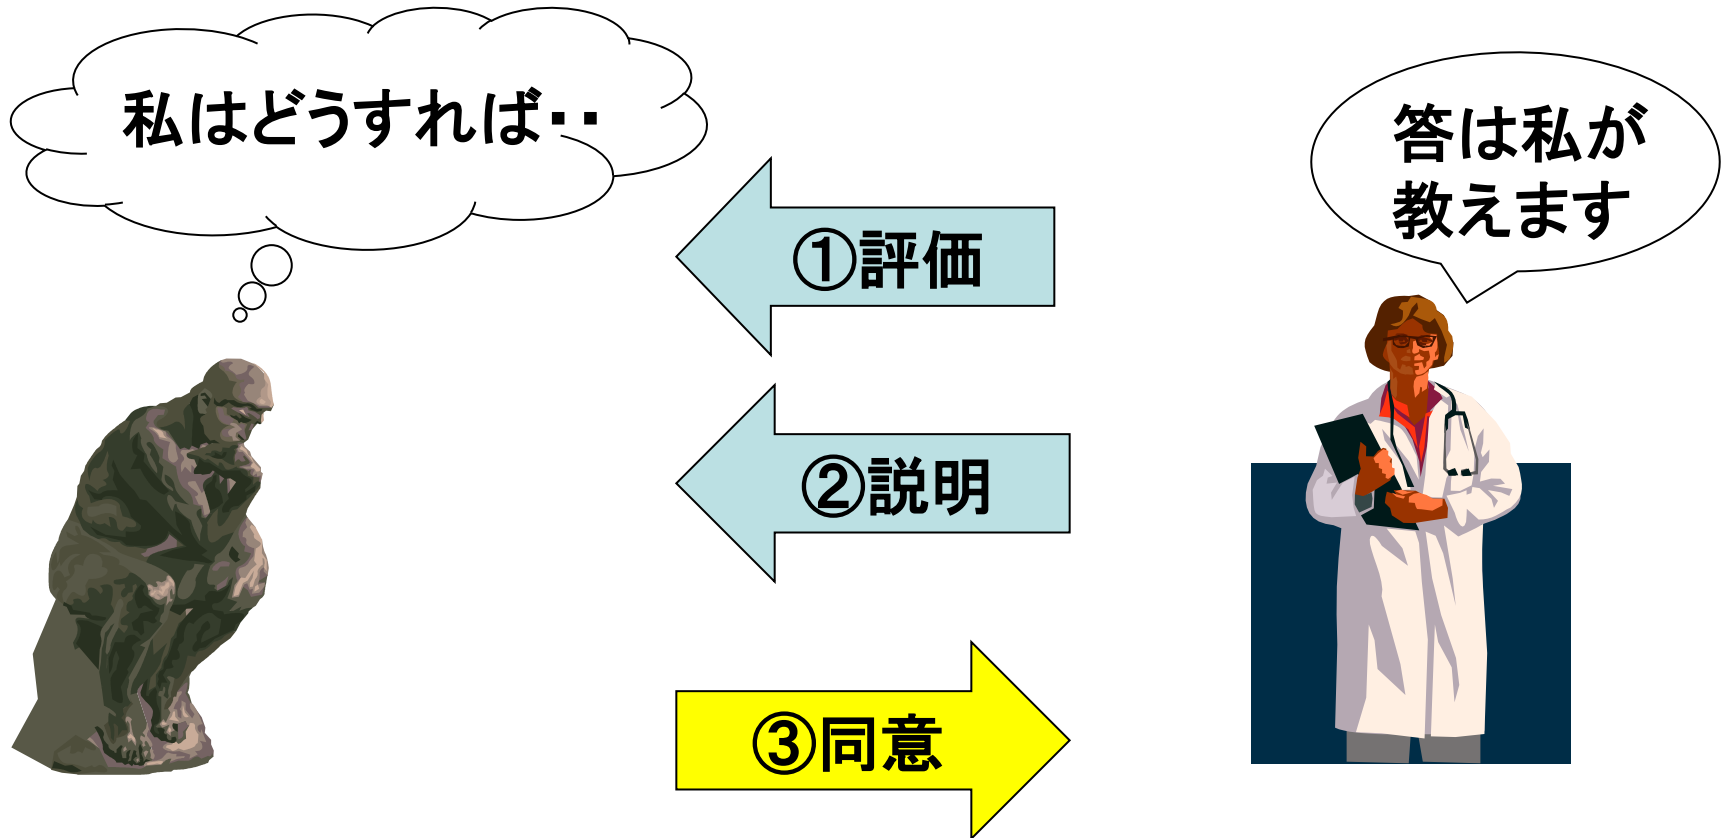 私はどうすれば・・
答は私が
教えます
①評価
②説明
③同意